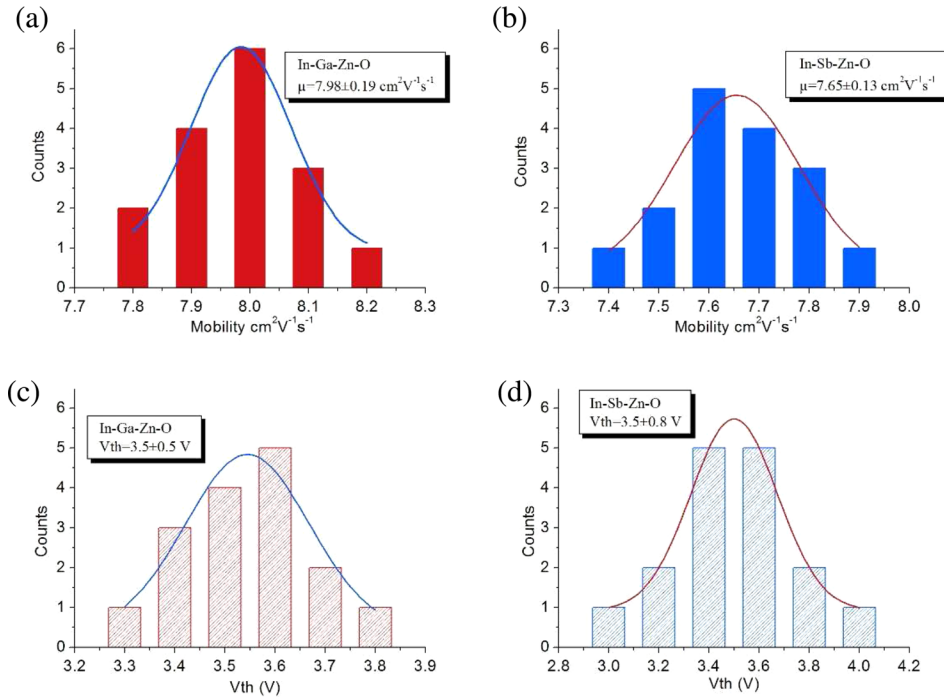 (a)
6
5
4
3
2
1
0
Counts
In-Ga-Zn-O
μ=7.98±0.19 cm²V⁻¹s⁻¹
7.7 7.8 7.9 8.0 8.1 8.2 8.3
Mobility cm²V⁻¹s⁻¹
(b)
6
5
4
3
2
1
0
Counts
In-Sb-Zn-O
μ=7.65±0.13 cm²V⁻¹s⁻¹
7.3 7.4 7.5 7.6 7.7 7.8 7.9 8.0
Mobility cm²V⁻¹s⁻¹
(c)
6
5
4
3
2
1
0
Counts
In-Ga-Zn-O
Vth=3.5±0.5 V
3.2 3.3 3.4 3.5 3.6 3.7 3.8 3.9
Vth (V)
(d)
6
5
4
3
2
1
0
Counts
In-Sb-Zn-O
Vth=3.5±0.8 V
2.8 3.0 3.2 3.4 3.6 3.8 4.0 4.2
Vth (V)